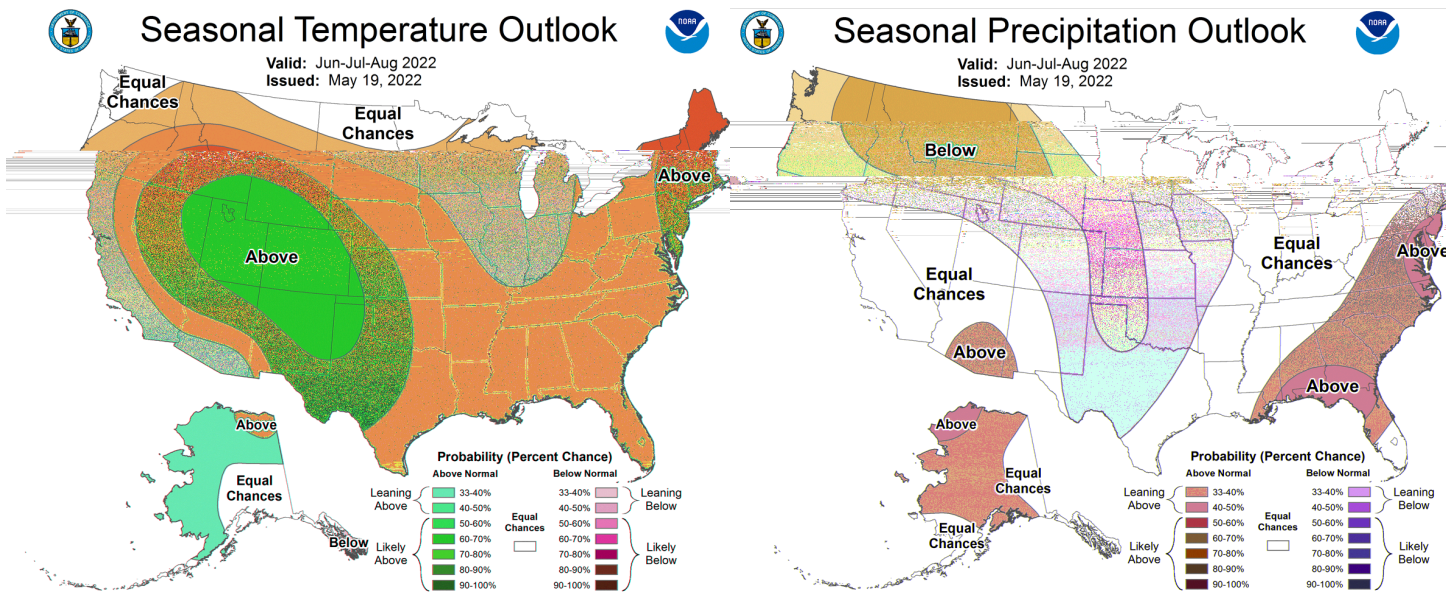 Seasonal Temperature Outlook
NOAA
Valid: Jun-Jul-Aug 2022
Issued: May 19, 2022
Equal
Chances
Equal
Chances
Above
Above
Above
Equal
Chances
Below
Probability (Percent Chance)
Above Normal
Below Normal
Leaning
Above
33-40%
40-50%
Likely
Above
50-60%
60-70%
70-80%
80-90%
90-100%
Equal
Chances
33-40%
40-50%
Leaning
Below
50-60%
60-70%
70-80%
80-90%
90-100%
Likely
Below
Seasonal Precipitation Outlook
NOAA
Valid: Jun-Jul-Aug 2022
Issued: May 19, 2022
Below
Equal
Chances
Equal
Chances
Above
Above
Above
Above
Equal
Chances
Equal
Chances
Probability (Percent Chance)
Above Normal
Below Normal
Leaning
Above
33-40%
40-50%
Likely
Above
50-60%
60-70%
70-80%
80-90%
90-100%
Equal
Chances
33-40%
40-50%
Leaning
Below
50-60%
60-70%
70-80%
80-90%
90-100%
Likely
Below